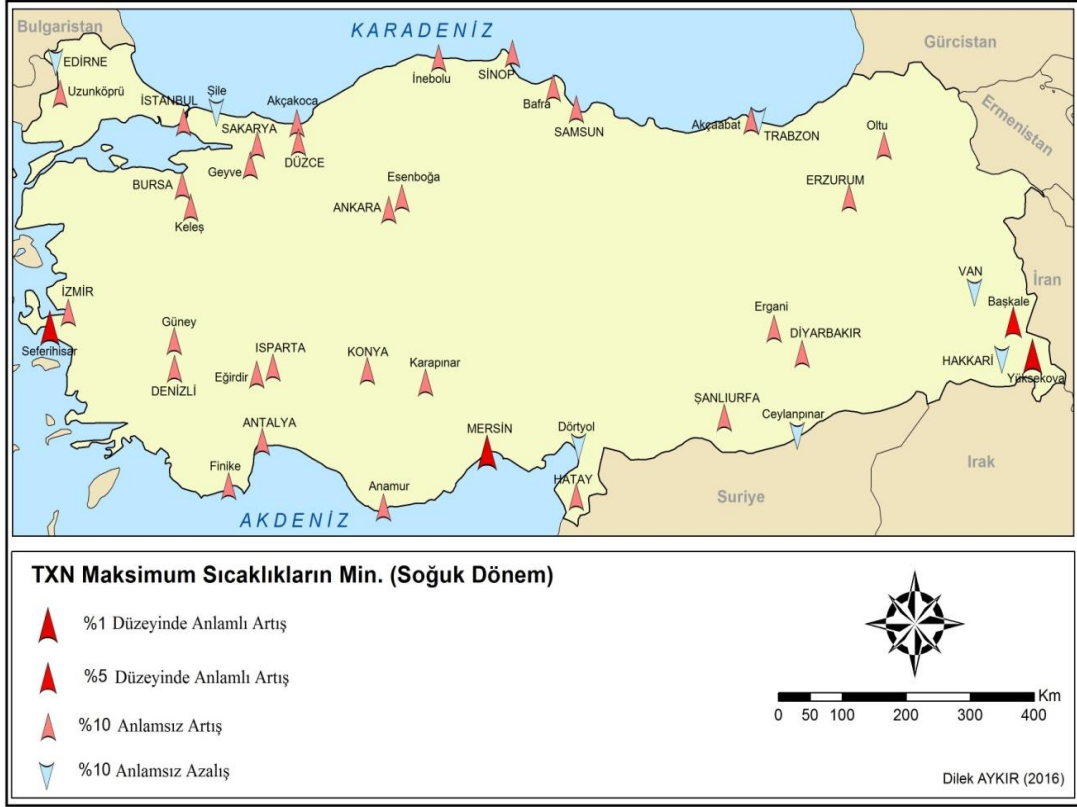 Bulgaristan
KARADENİZ
Gürcistan
EDİRNE
İnebolu
SİNOP
Uzunköprü
İSTANBUL
Şile
Akçakoca
Bafra
Ermenistan
SAKARYA
SAMSUN
Akçaabat
TRABZON
Oltu
DÜZCE
Geyve
BURSA
Esenboğa
ERZURUM
ANKARA
Keleş
VAN
İran
İZMİR
Başkale
Güney
Ergani
Seferihisar
ISPARTA
KONYA
DİYARBAKIR
HAKKARİ
Karapınar
Eğirdir
Yüksekova
DENİZLİ
ŞANLIURFA
Ceylanpınar
ANTALYA
MERSİN
Dörtyol
Finike
Irak
HATAY
Anamur
Suriye
AKDENİZ
TXN Maksimum Sıcaklıkların Min. (Soğuk Dönem)
%1 Düzeyinde Anlamlı Artış
%5 Düzeyinde Anlamlı Artış
%10 Anlamsız Artış
%10 Anlamsız Azalış
Km
0 50 100 200 300 400
Dilek AYKIR (2016)